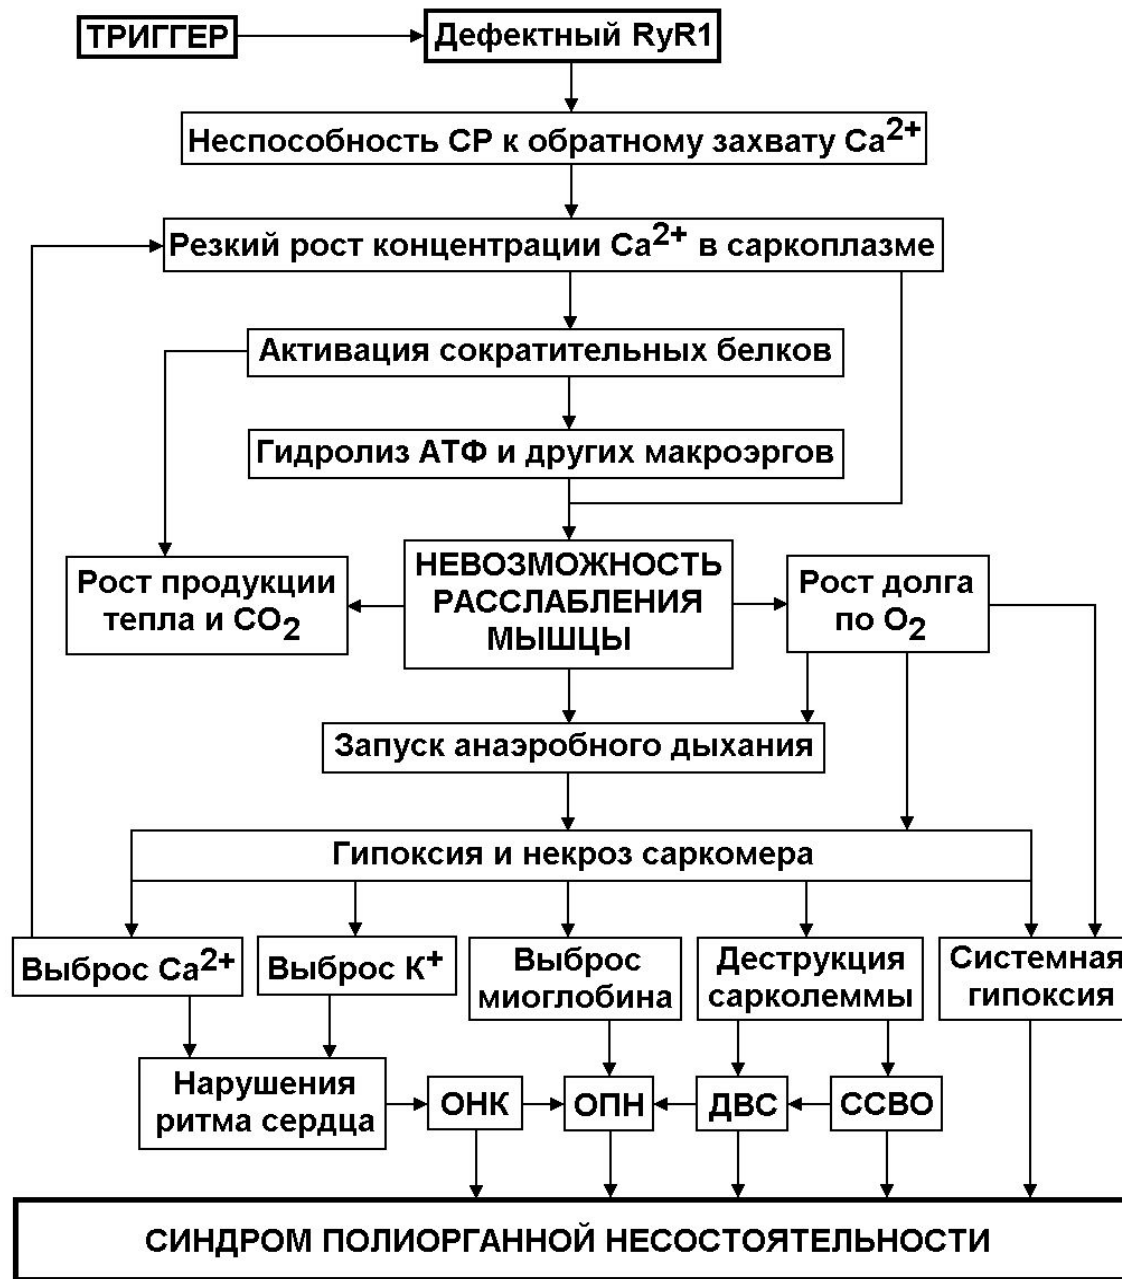 ТРИГГЕР
Дефектный RyR1
Неспособность СР к обратному захвату Ca2+
Резкий рост концентрации Ca2+ в саркоплазме
Активация сократительных белков
Гидролиз АТФ и других макроэргов
Рост продукции
тепла и CO2
НЕВОЗМОЖНОСТЬ
РАССЛАБЛЕНИЯ
МЫШЦЫ
Рост долга
по O2
Запуск анаэробного дыхания
Гипоксия и некроз саркомера
Выброс Ca2+
Выброс К+
Выброс
миоглобина
Деструкция
сарколеммы
Системная
гипоксия
Нарушения
ритма сердца
ОНК
ОПН
ДВС
ССВО
СИНДРОМ ПОЛИОРГАННОЙ НЕСОСТОЯТЕЛЬНОСТИ